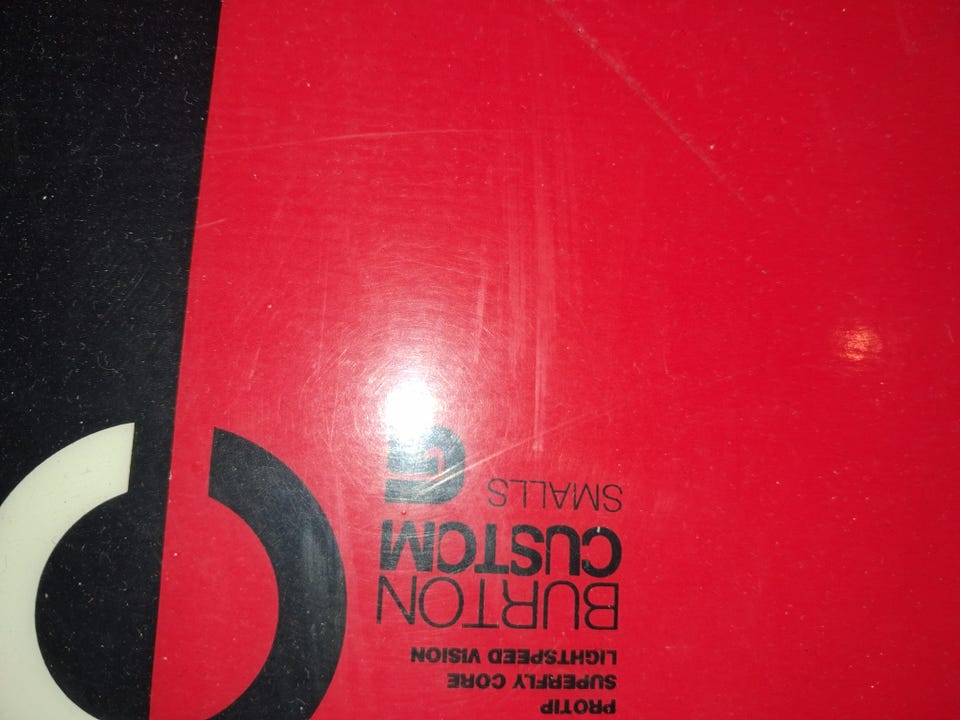 PROTIP
SUPERFLY CORE
LIGHTSPEED VISION
BURTON
CUSTOM
SMALLS